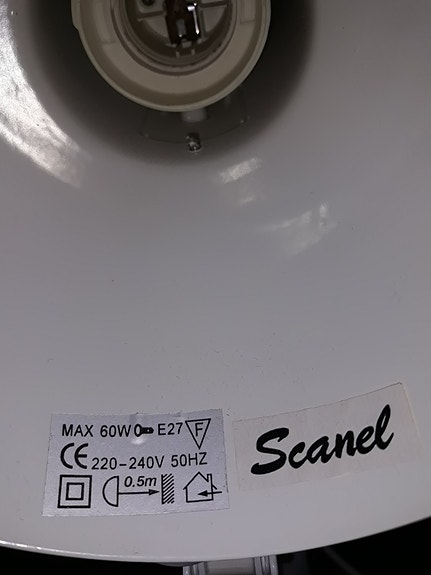 MAX 60W E27 F
CE 220-240V 50HZ
0.5m
Scanel